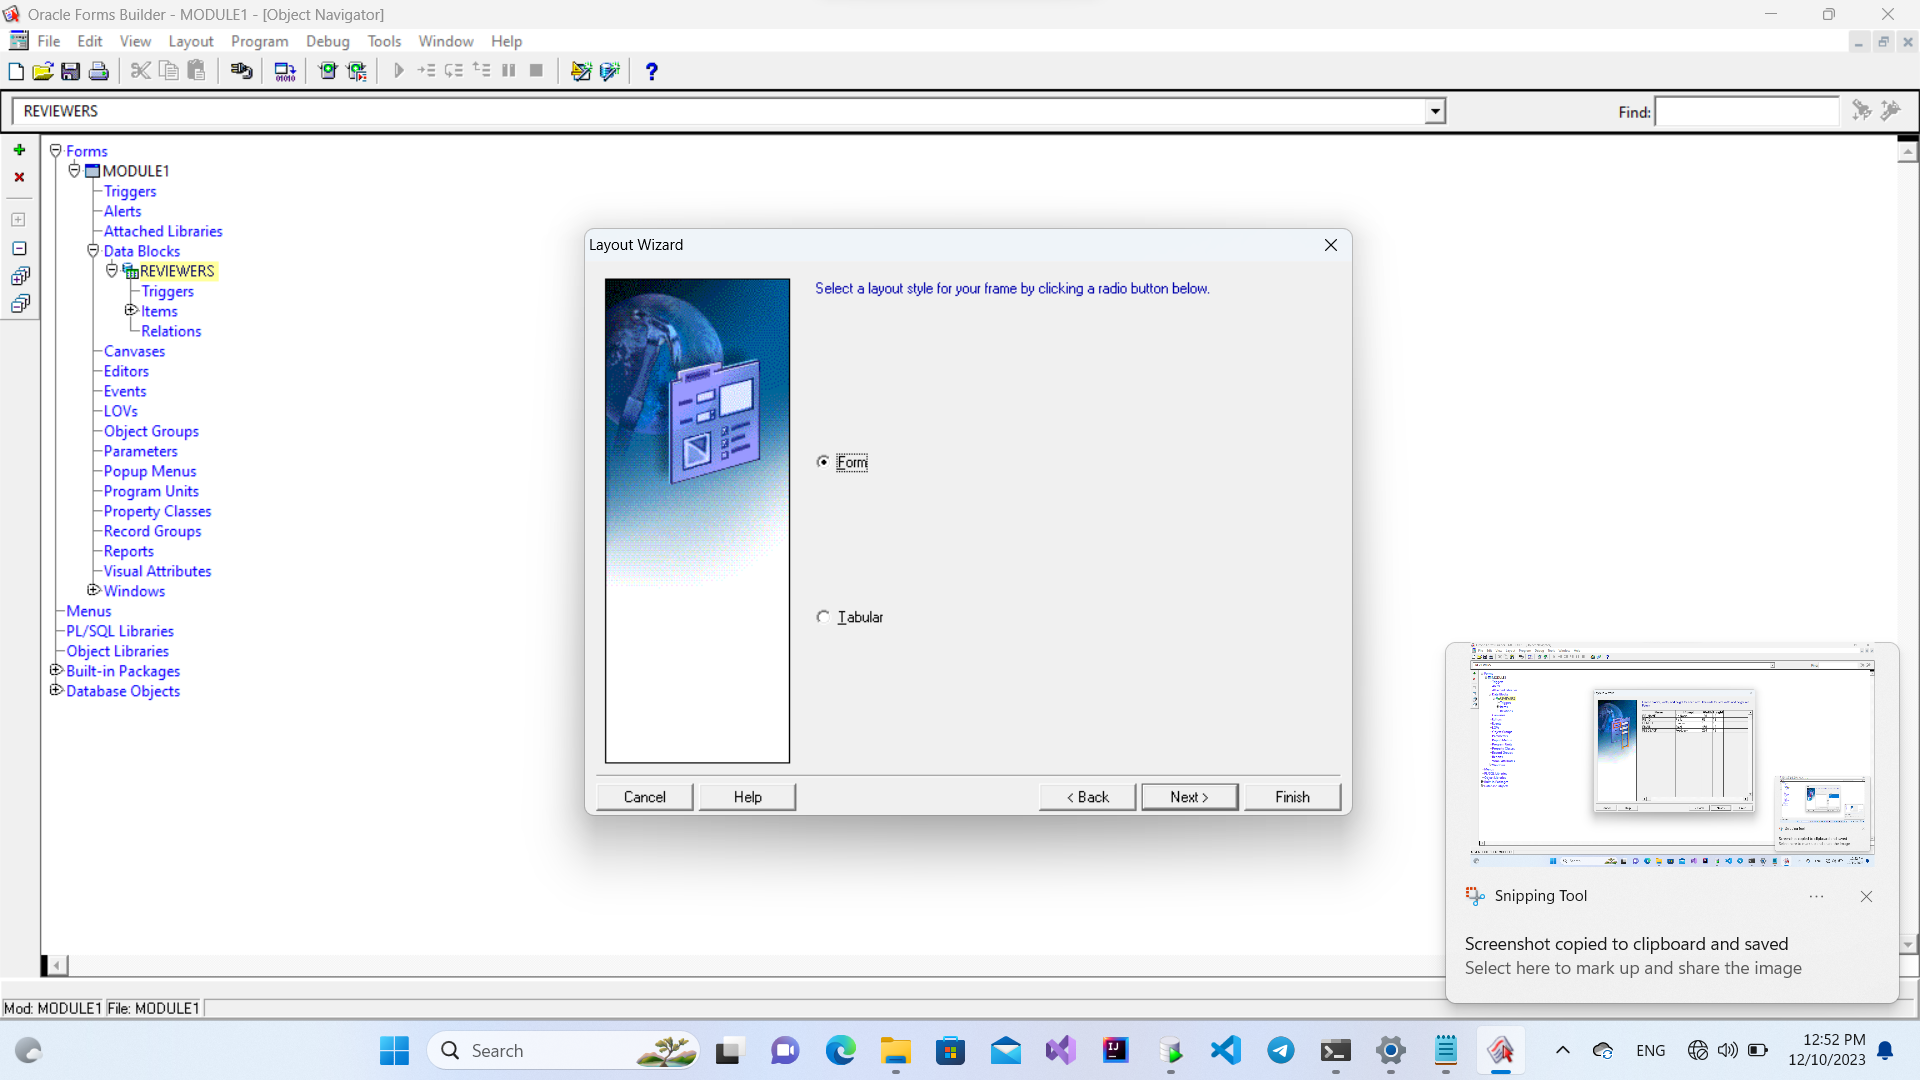 Oracle Forms Builder - MODULE1 - [Object Navigator]
File Edit View Layout Program Debug Tools Window Help
REVIEWERS
Find:
Forms
MODULE1
Triggers
Alerts
Attached Libraries
Data Blocks
REVIEWERS
Triggers
Items
Relations
Canvases
Editors
Events
LOVs
Object Groups
Parameters
Popup Menus
Program Units
Property Classes
Record Groups
Reports
Visual Attributes
Windows
Menus
PL/SQL Libraries
Object Libraries
Built-in Packages
Database Objects
Layout Wizard
Select a layout style for your frame by clicking a radio button below.
Form
Tabular
Cancel Help < Back Next > Finish
Snipping Tool
Screenshot copied to clipboard and saved
Select here to mark up and share the image
Mod: MODULE1 File: MODULE1
Search
ENG
12:52 PM
12/10/2023